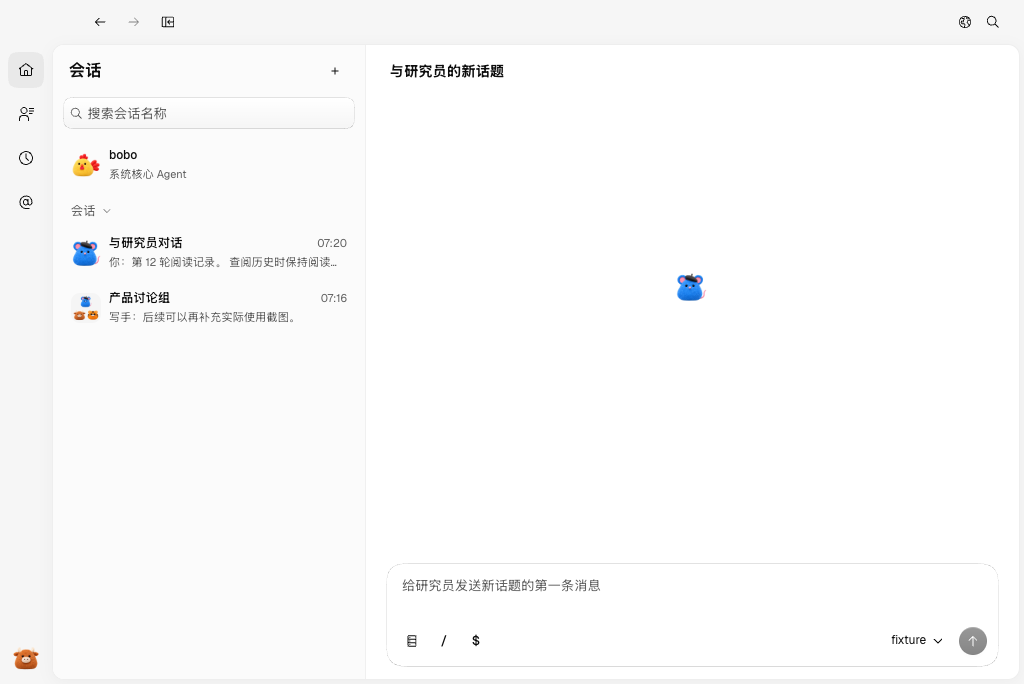 会话
+
搜索会话名称
bobo
系统核心 Agent
会话
与研究员对话 07:20
你：第 12 轮阅读记录。 查阅历史时保持阅读…
产品讨论组 07:16
写手：后续可以再补充实际使用截图。
与研究员的新话题
给研究员发送新话题的第一条消息
/ $ fixture